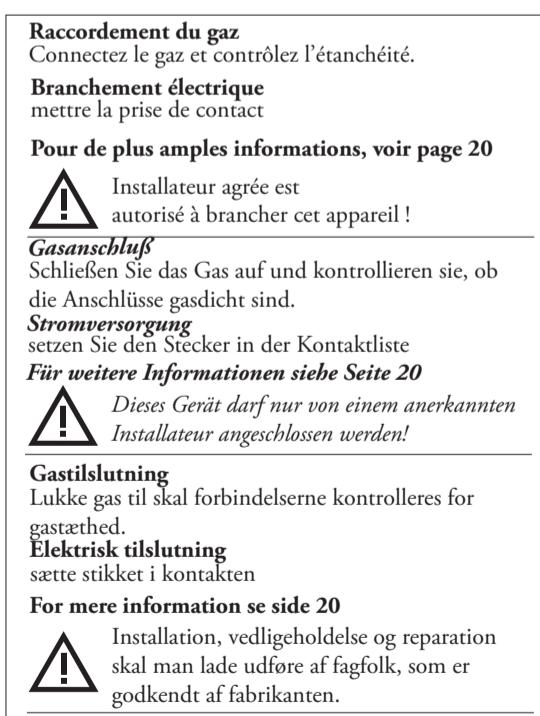 Raccordement du gaz
Connectez le gaz et contrôlez l'étanchéité.
Branchement électrique
mettre la prise de contact
Pour de plus amples informations, voir page 20
Installateur agrée est
autorisé à brancher cet appareil !
Gasanschluß
Schließen Sie das Gas auf und kontrollieren sie, ob
die Anschlüsse gasdicht sind.
Stromversorgung
setzen Sie den Stecker in der Kontaktliste
Für weitere Informationen siehe Seite 20
Dieses Gerät darf nur von einem anerkannten
Installateur angeschlossen werden!
Gastilslutning
Lukke gas til skal forbindelserne kontrolleres for
gastæthed.
Elektrisk tilslutning
sætte stikket i kontakten
For mere information se side 20
Installation, vedligeholdelse og reparation
skal man lade udføre af fagfolk, som er
godkendt af fabrikanten.